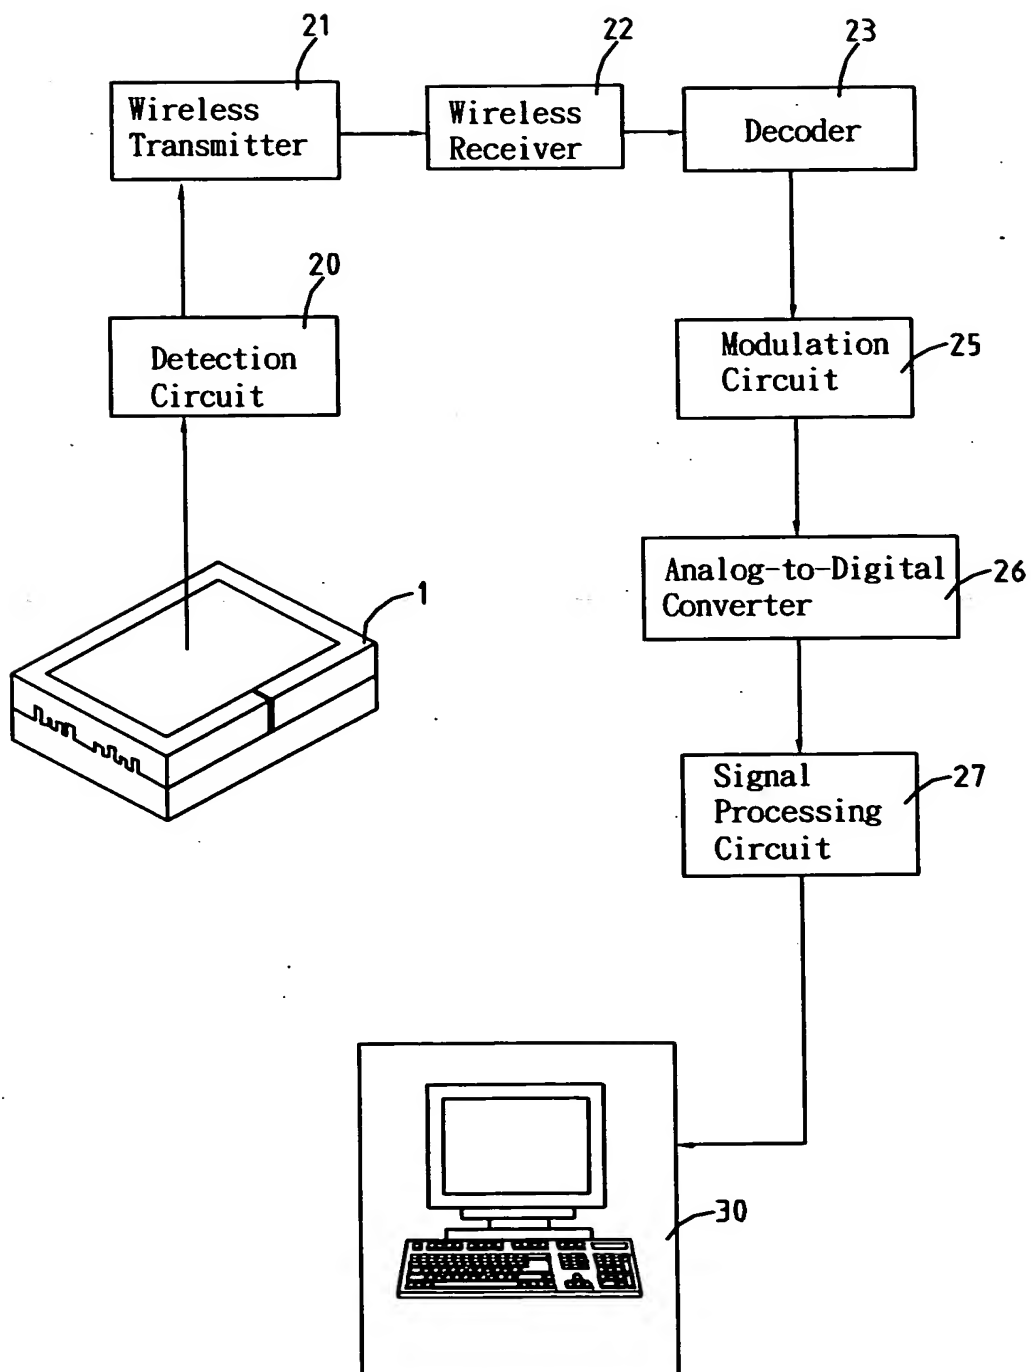 21
22
23
Wireless
Transmitter
Wireless
Receiver
Decoder
20
Detection
Circuit
Modulation
Circuit
25
Analog-to-Digital
Converter
26
1
Signal
Processing
Circuit
27
30